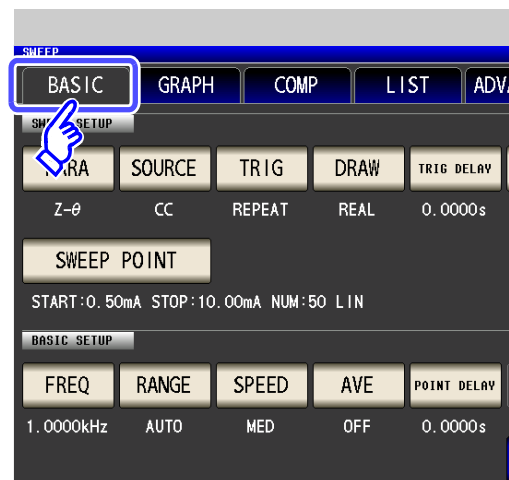 SWEEP
BASIC GRAPH COMP LIST
SETUP
SOURCE TRIG DRAW TRIG DELAY
Z-θ CC REPEAT REAL 0.0000s
SWEEP POINT
START:0.50mA STOP:10.00mA NUM:50 LIN
BASIC SETUP
FREQ RANGE SPEED AVE POINT DELAY
1.0000kHz AUTO MED OFF 0.0000s